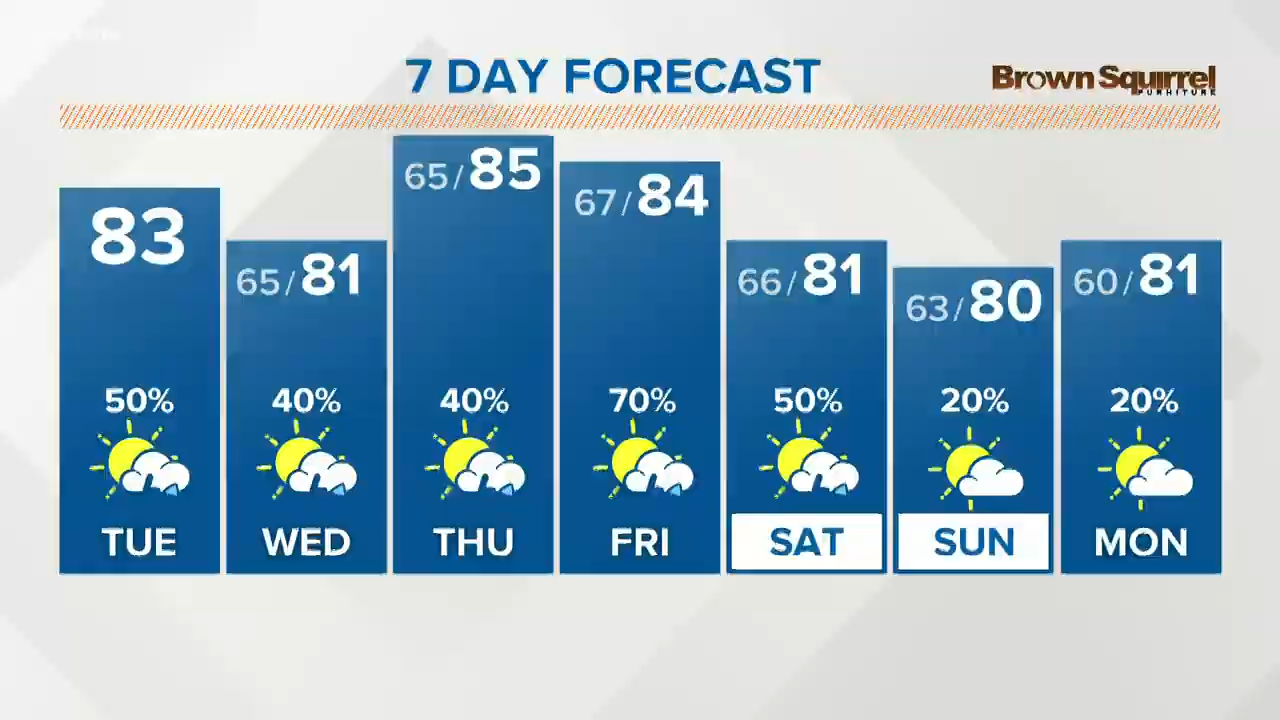 7 DAY FORECAST
Brown Squirrel
FURNITURE
83
65/81
65/85
67/84
66/81
63/80
60/81
50%
40%
40%
70%
50%
20%
20%
TUE
WED
THU
FRI
SAT
SUN
MON